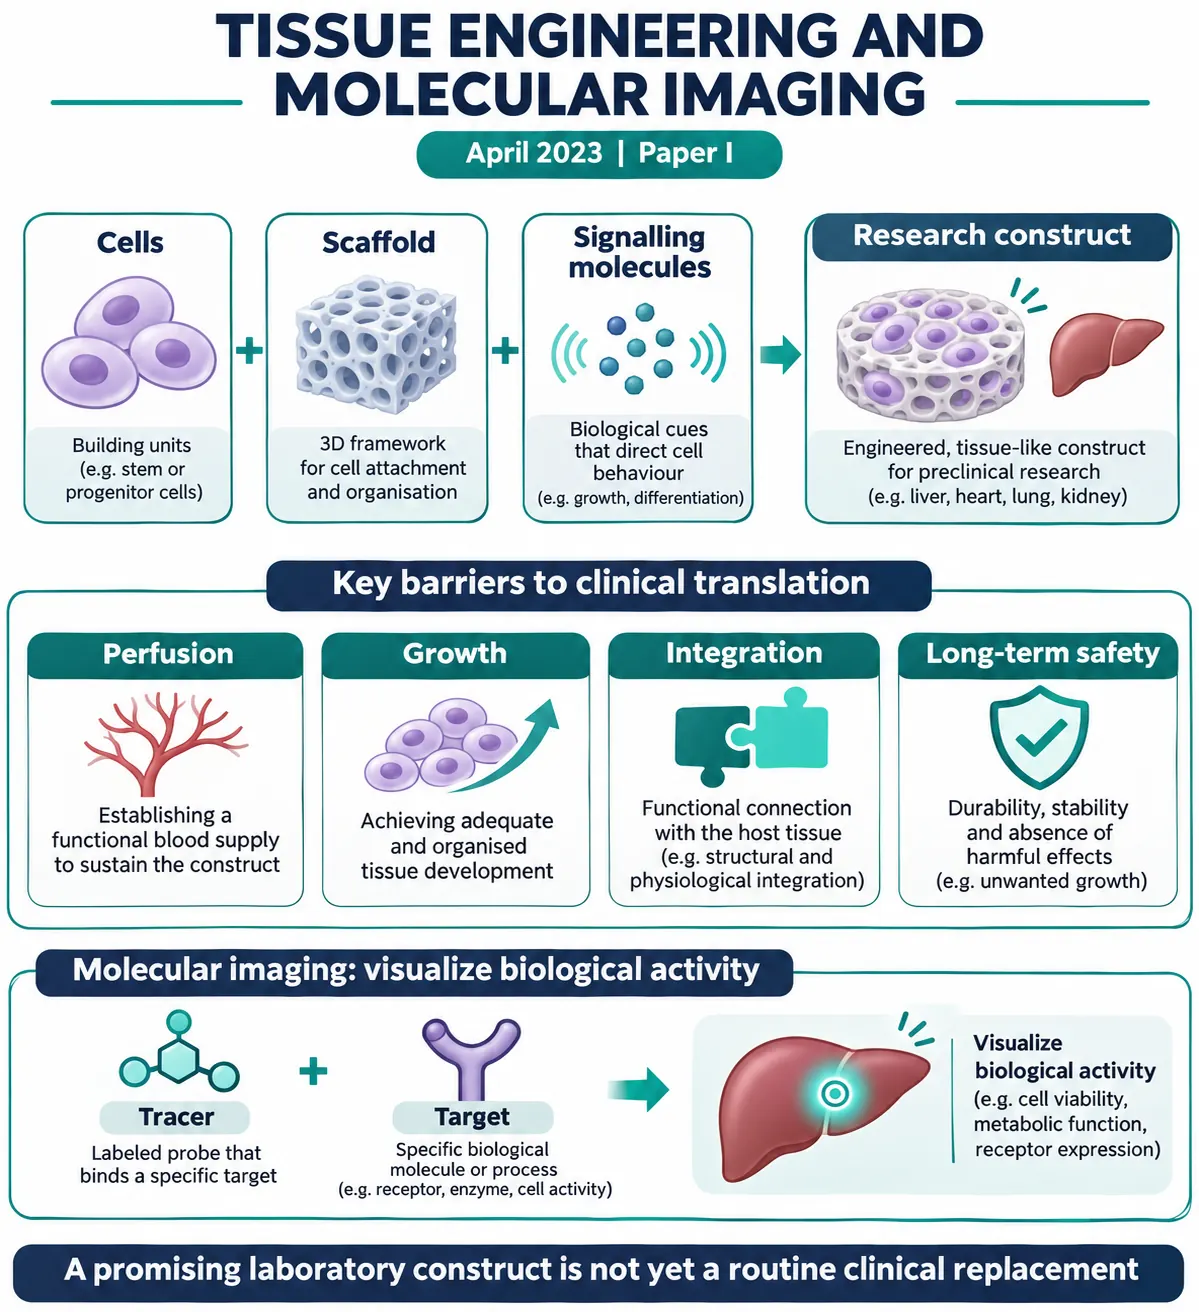 TISSUE ENGINEERING AND
MOLECULAR IMAGING
April 2023 | Paper I
Cells
Building units
(e.g. stem or
progenitor cells)
+
Scaffold
3D framework
for cell attachment
and organisation
+
Signalling
molecules
Biological cues
that direct cell
behaviour
(e.g. growth, differentiation)
Research construct
Engineered, tissue-like construct
for preclinical research
(e.g. liver, heart, lung, kidney)
Key barriers to clinical translation
Perfusion
Establishing a
functional blood supply
to sustain the construct
Growth
Achieving adequate
and organised
tissue development
Integration
Functional connection
with the host tissue
(e.g. structural and
physiological integration)
Long-term safety
Durability, stability
and absence of
harmful effects
(e.g. unwanted growth)
Molecular imaging: visualize biological activity
Tracer
Labeled probe that
binds a specific target
+
Target
Specific biological
molecule or process
(e.g. receptor, enzyme, cell activity)
Visualize
biological activity
(e.g. cell viability,
metabolic function,
receptor expression)
A promising laboratory construct is not yet a routine clinical replacement